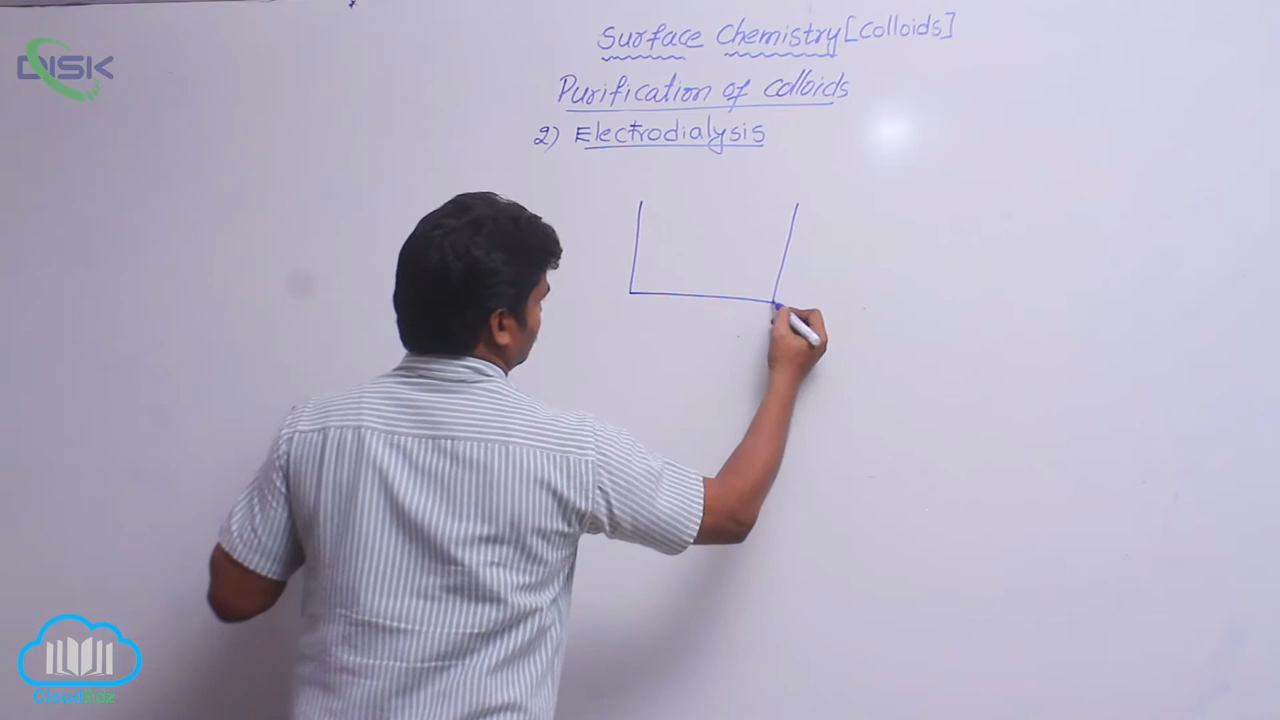 Surface Chemistry [Colloids]
DISK
Purification of colloids
2) Electrodialysis
CloudEdz